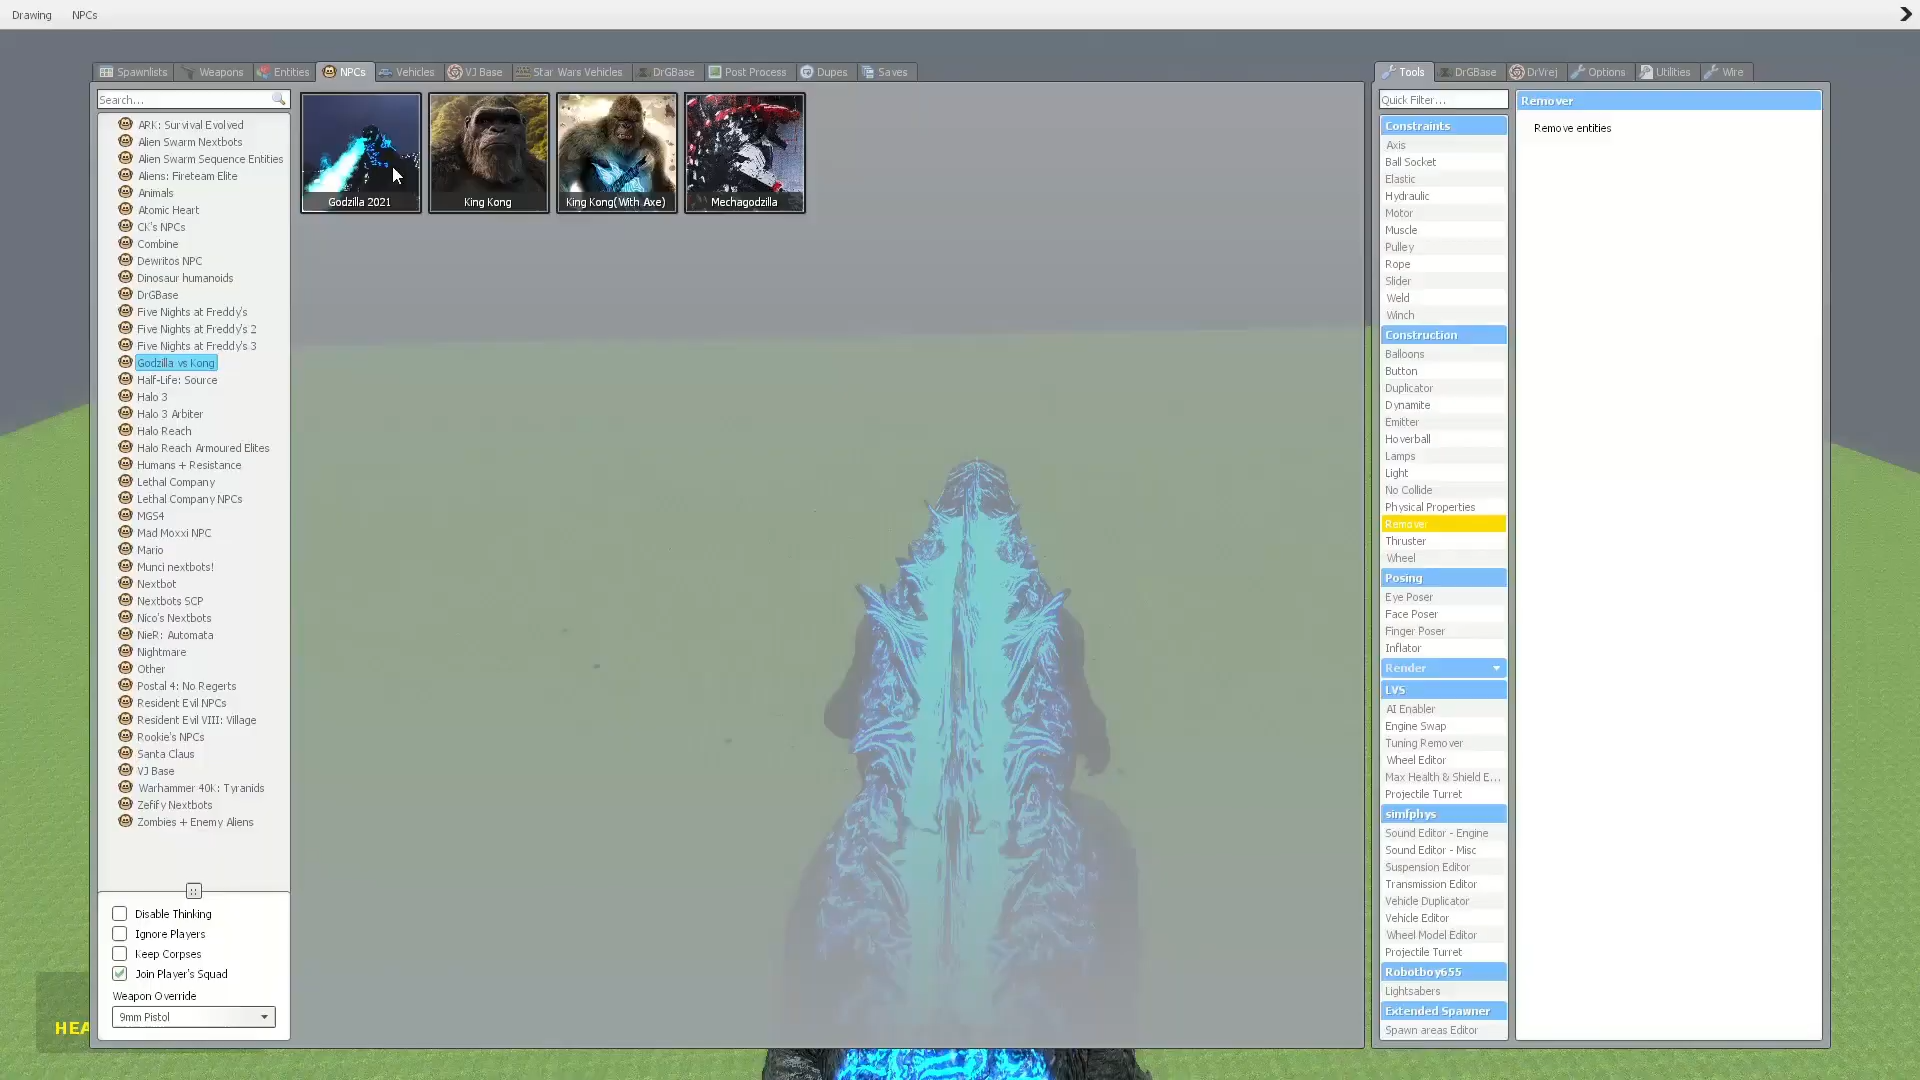 Drawing NPCs
Spawnlists Weapons Entities NPCs Vehicles VJ Base Star Wars Vehicles DrGBase Post Process Dupes Saves
Search...
ARK: Survival Evolved
Alien Swarm Nextbots
Alien Swarm Sequence Entities
Aliens: Fireteam Elite
Animals
Atomic Heart
CK's NPCs
Combine
Dewritos NPC
Dinosaur humanoids
DrGBase
Five Nights at Freddy's
Five Nights at Freddy's 2
Five Nights at Freddy's 3
Godzilla vs Kong
Half-Life: Source
Halo 3
Halo 3 Arbiter
Halo Reach
Halo Reach Armoured Elites
Humans + Resistance
Lethal Company
Lethal Company NPCs
MGS4
Mad Moxxi NPC
Mario
Munci nextbots!
Nextbot
Nextbots SCP
Nico's Nextbots
NieR: Automata
Nightmare
Other
Postal 4: No Regerts
Resident Evil NPCs
Resident Evil VIII: Village
Rookie's NPCs
Santa Claus
VJ Base
Warhammer 40k: Tyranids
Zefify Nextbots
Zombies + Enemy Aliens
Disable Thinking
Ignore Players
Keep Corpses
Join Player's Squad
Weapon Override
9mm Pistol
HEA
Godzilla 2021
King Kong
King Kong(With Axe)
Mechagodzilla
Tools DrGBase DrVrej Options Utilities Wire
Quick Filter...
Constraints
Axis
Ball Socket
Elastic
Hydraulic
Motor
Muscle
Pulley
Rope
Slider
Weld
Winch
Construction
Balloons
Button
Duplicator
Dynamite
Emitter
Hoverball
Lamps
Light
No Collide
Physical Properties
Remover
Thruster
Wheel
Posing
Eye Poser
Face Poser
Finger Poser
Inflator
Render
LVS
AI Enabler
Engine Swap
Tuning Remover
Wheel Editor
Max Health & Shield E...
Projectile Turret
simfphys
Sound Editor - Engine
Sound Editor - Misc
Suspension Editor
Transmission Editor
Vehicle Duplicator
Vehicle Editor
Wheel Model Editor
Projectile Turret
Robotboy655
Lightsabers
Extended Spawner
Spawn areas Editor
Remover
Remove entities